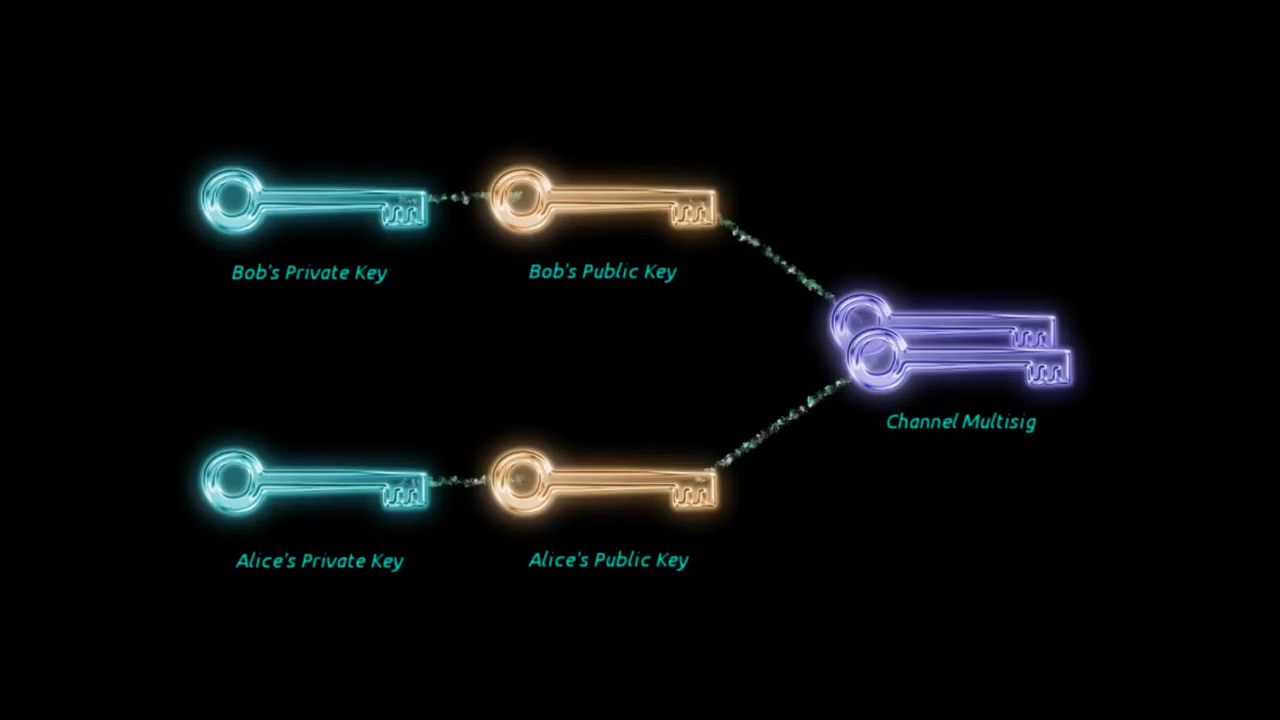 Bob's Private Key
Bob's Public Key
Channel Multisig
Alice's Private Key
Alice's Public Key